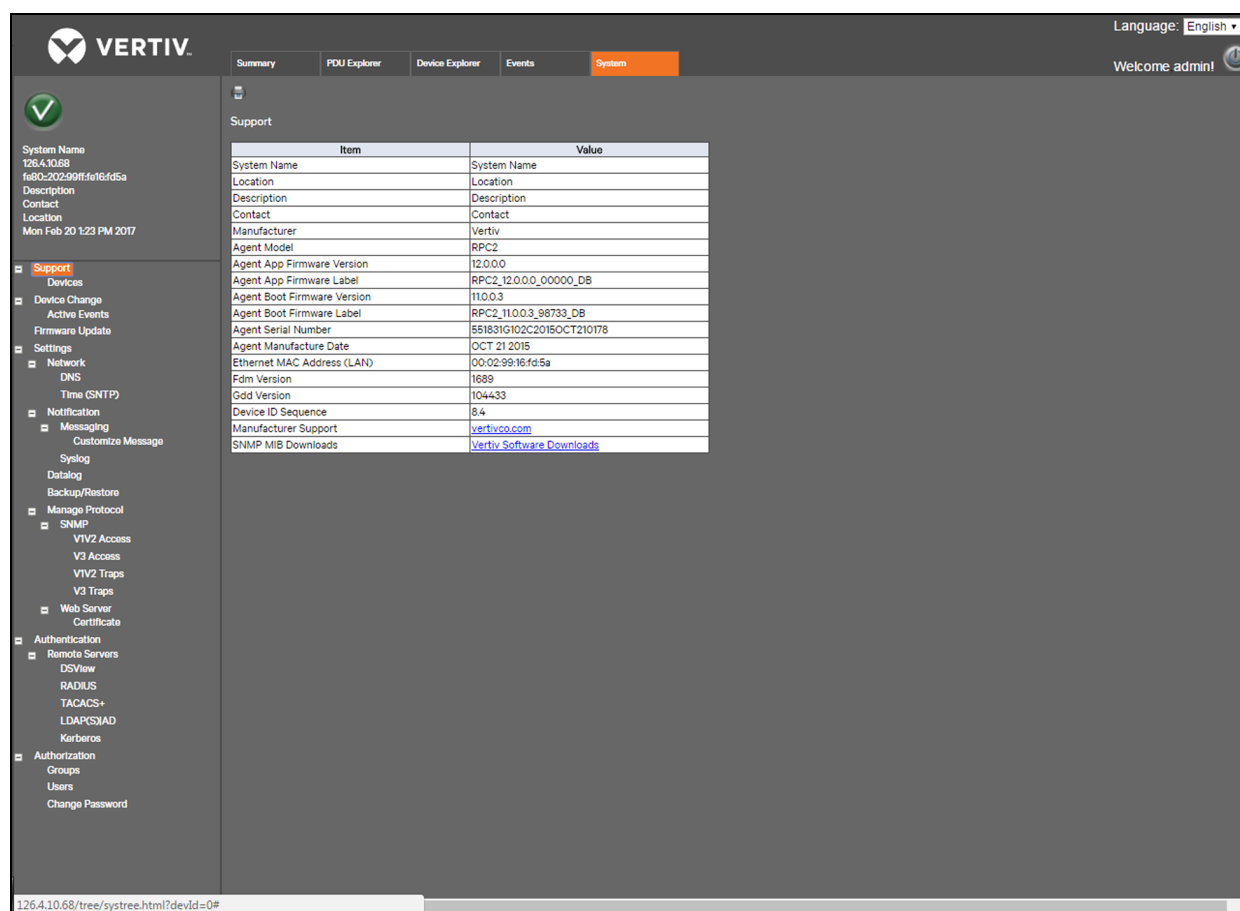 VERTIV™
Language: English
Welcome admin!
Summary PDU Explorer Device Explorer Events System
System Name
126.4.10.68
fe80::202:99ff:fe16:fd5a
Description
Contact
Location
Mon Feb 20 1:23 PM 2017
Support
Devices
Device Change
Active Events
Firmware Update
Settings
Network
DNS
Time (SNTP)
Notification
Messaging
Customize Message
Syslog
Datalog
Backup/Restore
Manage Protocol
SNMP
V1V2 Access
V3 Access
V1V2 Traps
V3 Traps
Web Server
Certificate
Authentication
Remote Servers
DSView
RADIUS
TACACS+
LDAP(S)|AD
Kerberos
Authorization
Groups
Users
Change Password
Support
Item Value
System Name System Name
Location Location
Description Description
Contact Contact
Manufacturer Vertiv
Agent Model RPC2
Agent App Firmware Version 12.0.0.0
Agent App Firmware Label RPC2_12.0.0.0_00000_DB
Agent Boot Firmware Version 11.0.0.3
Agent Boot Firmware Label RPC2_11.0.0.3_98733_DB
Agent Serial Number 551831G102C2015OCT210178
Agent Manufacture Date OCT 21 2015
Ethernet MAC Address (LAN) 00:02:99:16:fd:5a
Fdm Version 1689
Gdd Version 104433
Device ID Sequence 8.4
Manufacturer Support vertivco.com
SNMP MIB Downloads Vertiv Software Downloads
126.4.10.68/tree/systree.html?devId=0#